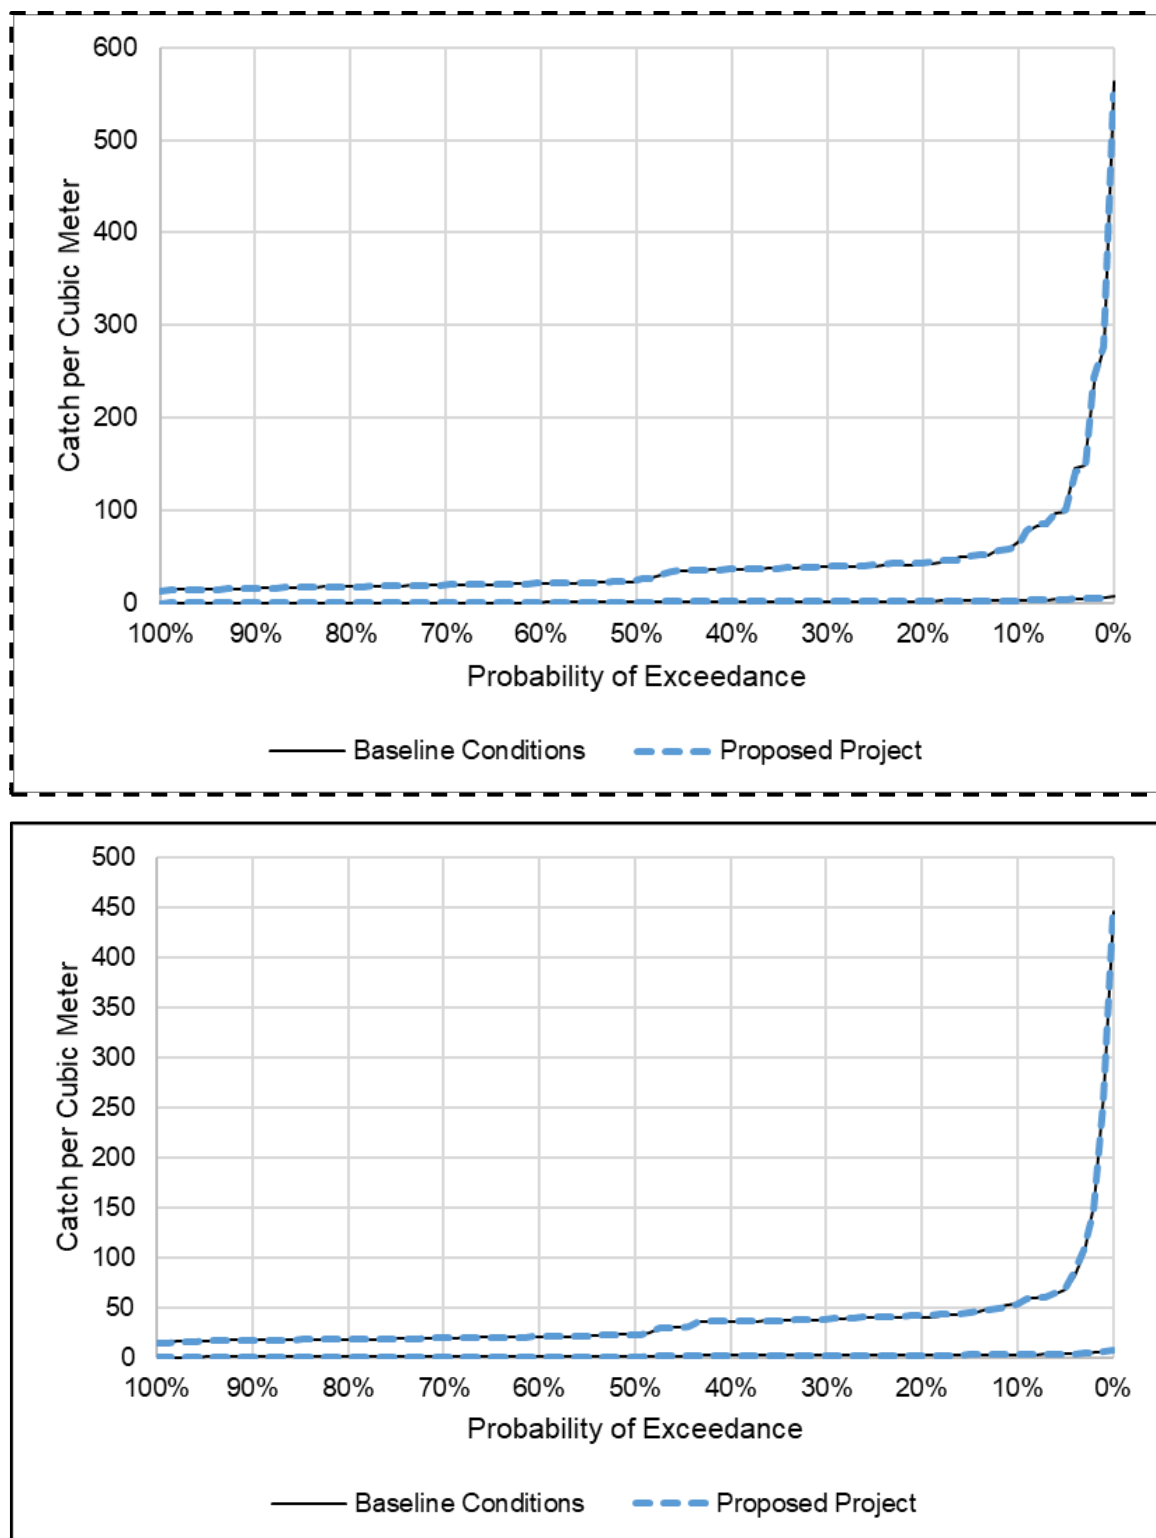 600
500
400
300
200
100
0
Catch per Cubic Meter
100% 90% 80% 70% 60% 50% 40% 30% 20% 10% 0%
Probability of Exceedance
Baseline Conditions Proposed Project
500
450
400
350
300
250
200
150
100
50
0
Catch per Cubic Meter
100% 90% 80% 70% 60% 50% 40% 30% 20% 10% 0%
Probability of Exceedance
Baseline Conditions Proposed Project